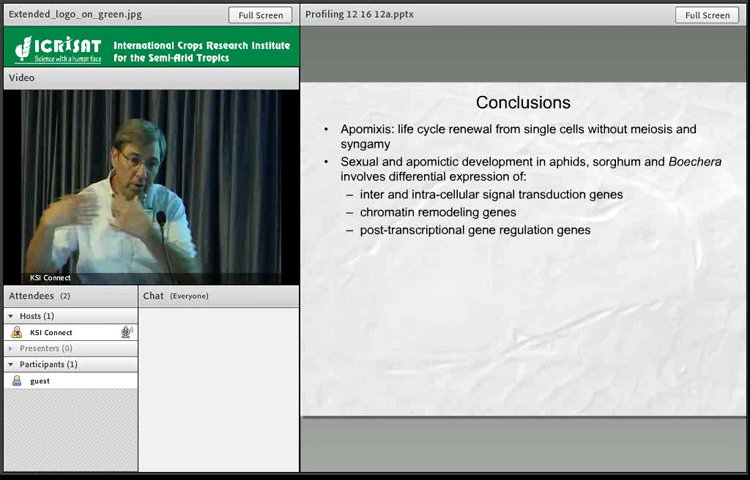 Extended_logo_on_green.jpg
Full Screen
ICRISAT
Science with a human face
International Crops Research Institute
for the Semi-Arid Tropics
Video
KSI Connect
Attendees (2)
Hosts (1)
KSI Connect
Presenters (0)
Participants (1)
guest
Chat (Everyone)
Profiling 12 16 12a.pptx
Full Screen
Conclusions
• Apomixis: life cycle renewal from single cells without meiosis and
syngamy
• Sexual and apomictic development in aphids, sorghum and Boechera
involves differential expression of:
– inter and intra-cellular signal transduction genes
– chromatin remodeling genes
– post-transcriptional gene regulation genes